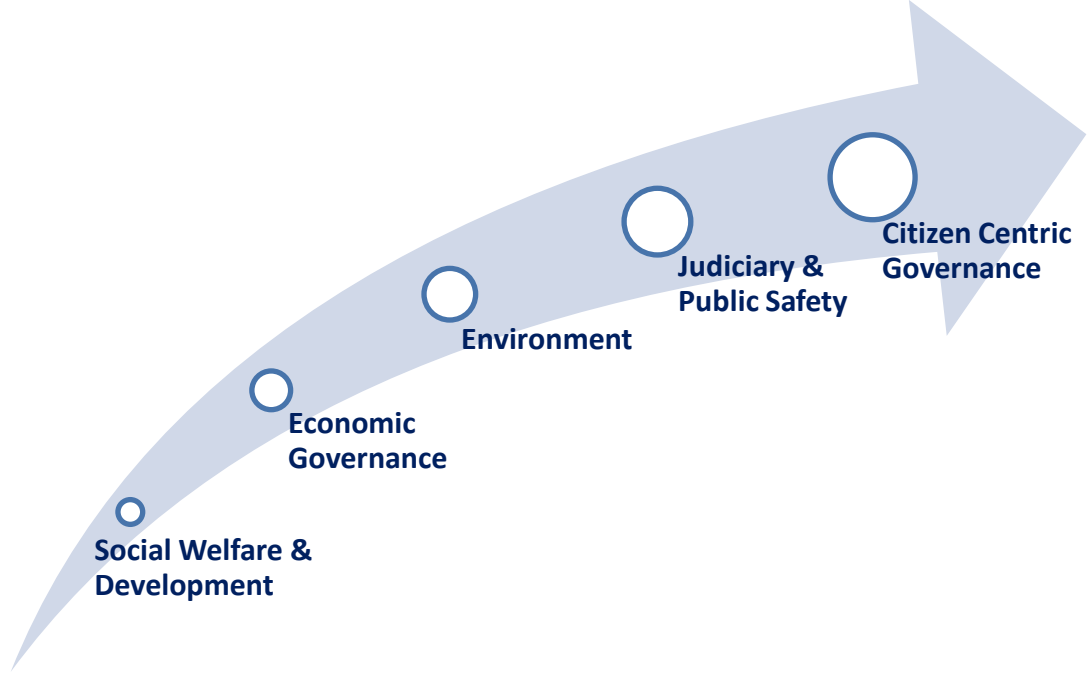 Citizen Centric
Governance
Judiciary &
Public Safety
Environment
Economic
Governance
Social Welfare &
Development